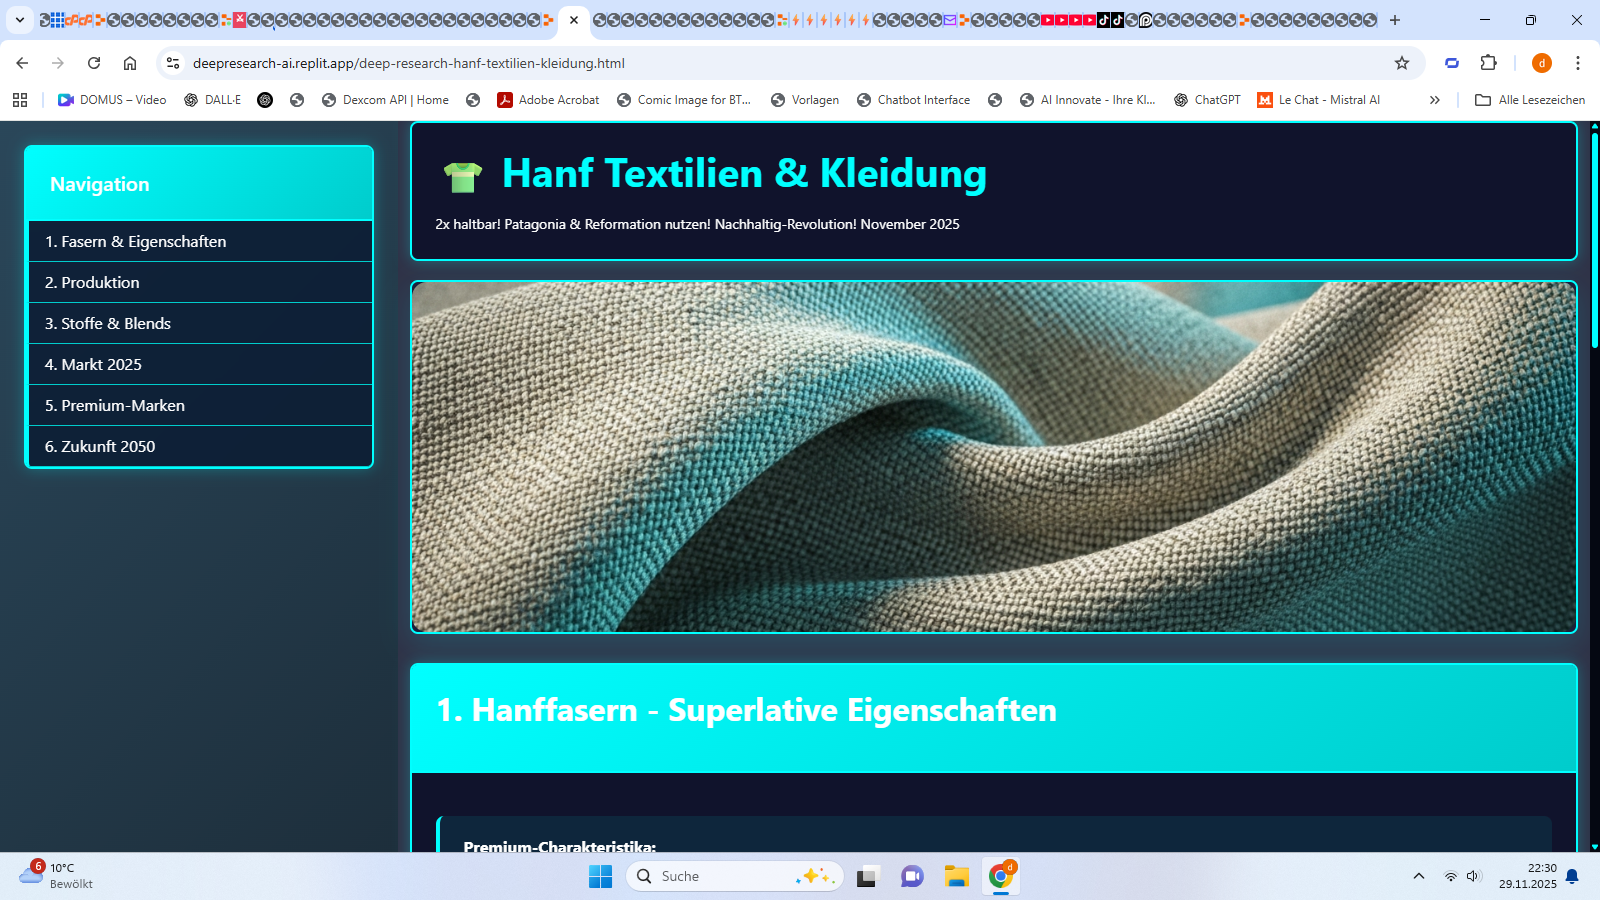 deepresearch-ai.replit.app/deep-research-hanf-textilien-kleidung.html
d
DOMUS – Video
DALL·E
Dexcom API | Home
Adobe Acrobat
Comic Image for BT...
Vorlagen
Chatbot Interface
AI Innovate - Ihre KI...
ChatGPT
Le Chat - Mistral AI
Alle Lesezeichen
Navigation
1. Fasern & Eigenschaften
2. Produktion
3. Stoffe & Blends
4. Markt 2025
5. Premium-Marken
6. Zukunft 2050
Hanf Textilien & Kleidung
2x haltbar! Patagonia & Reformation nutzen! Nachhaltig-Revolution! November 2025
1. Hanffasern - Superlative Eigenschaften
Premium-Charakteristika:
6
10°C
Bewölkt
Suche
d
22:30
29.11.2025